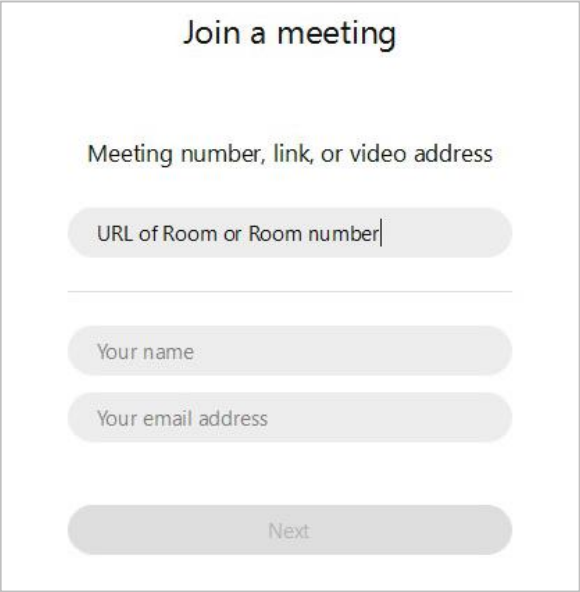 Join a meeting
Meeting number, link, or video address
URL of Room or Room number
Your name
Your email address
Next